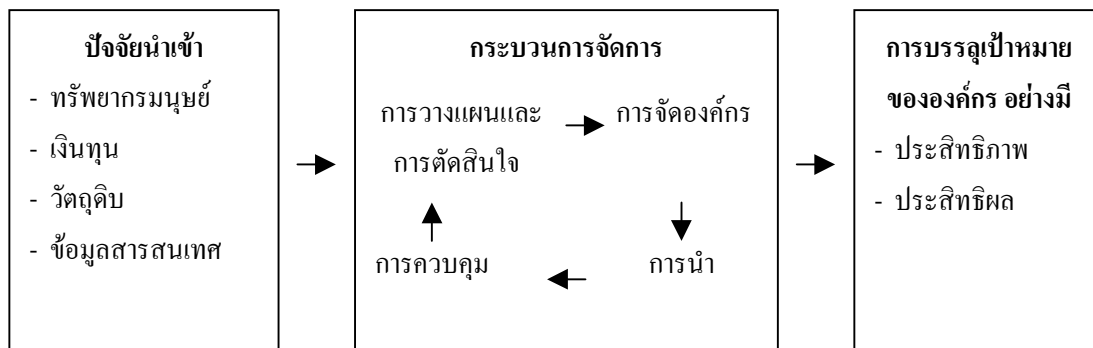 ปัจจัยนำเข้า
- ทรัพยากรมนุษย์
- เงินทุน
- วัตถุดิบ
- ข้อมูลสารสนเทศ
กระบวนการจัดการ
การวางแผนและ
การตัดสินใจ
การจัดองค์กร
การควบคุม
การนำ
การบรรลุเป้าหมาย
ขององค์กร อย่างมี
- ประสิทธิภาพ
- ประสิทธิผล